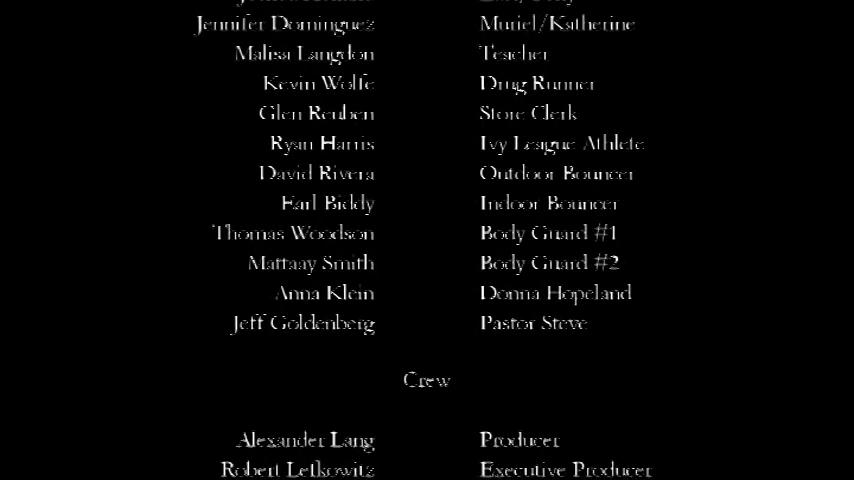 Jennifer Dominguez Muriel/Katherine
Malisa Langdon Teacher
Kevin Wolfe Drug Runner
Glen Reuben Store Clerk
Ryan Harris Ivy League Athlete
David Rivera Outdoor Bouncer
Earl Biddy Indoor Bouncer
Thomas Woodson Body Guard #1
Mattaay Smith Body Guard #2
Anna Klein Donna Hopeland
Jeff Goldenberg Pastor Steve
Crew
Alexander Lang Producer
Robert Lefkowitz Executive Producer